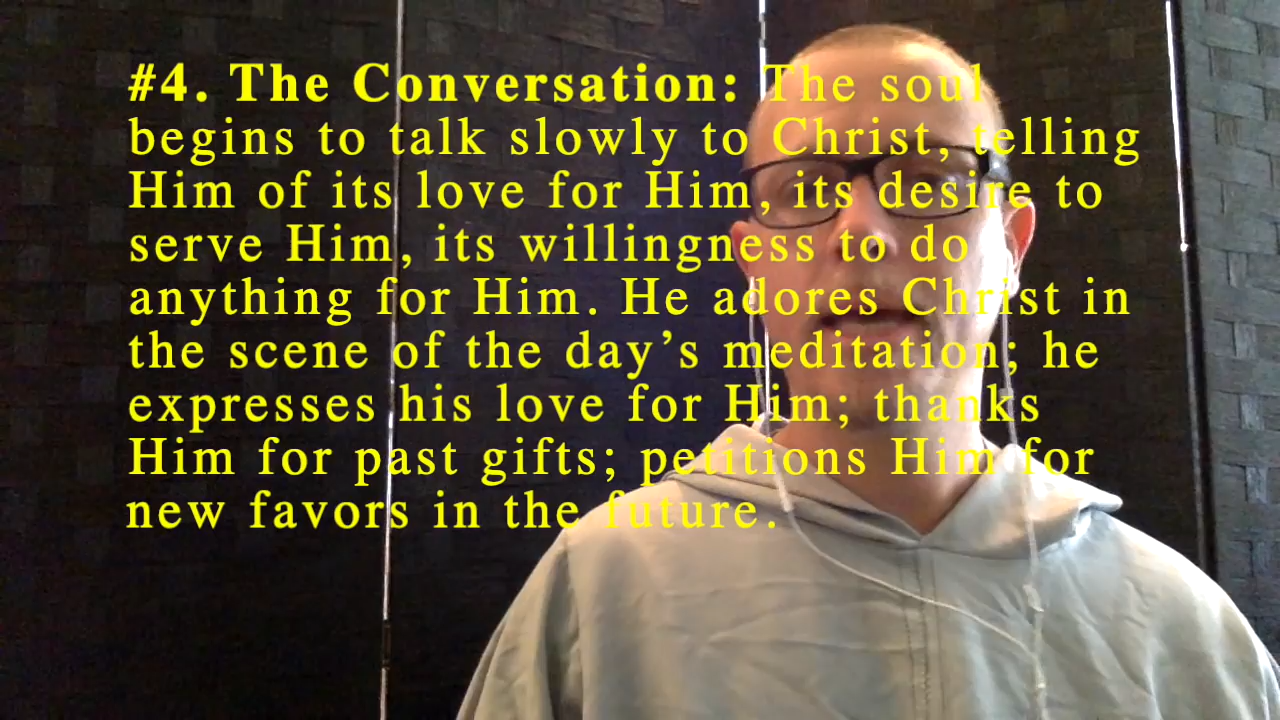 #4. The Conversation: The soul
begins to talk slowly to Christ, telling
Him of its love for Him, its desire to
serve Him, its willingness to do
anything for Him. He adores Christ in
the scene of the day’s meditation; he
expresses his love for Him; thanks
Him for past gifts; petitions Him for
new favors in the future.